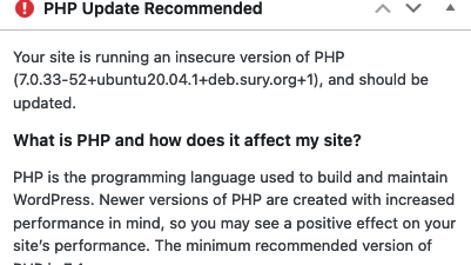 PHP Update Recommended
Your site is running an insecure version of PHP
(7.0.33-52+ubuntu20.04.1+deb.sury.org+1), and should be
updated.
What is PHP and how does it affect my site?
PHP is the programming language used to build and maintain
WordPress. Newer versions of PHP are created with increased
performance in mind, so you may see a positive effect on your
site’s performance. The minimum recommended version of